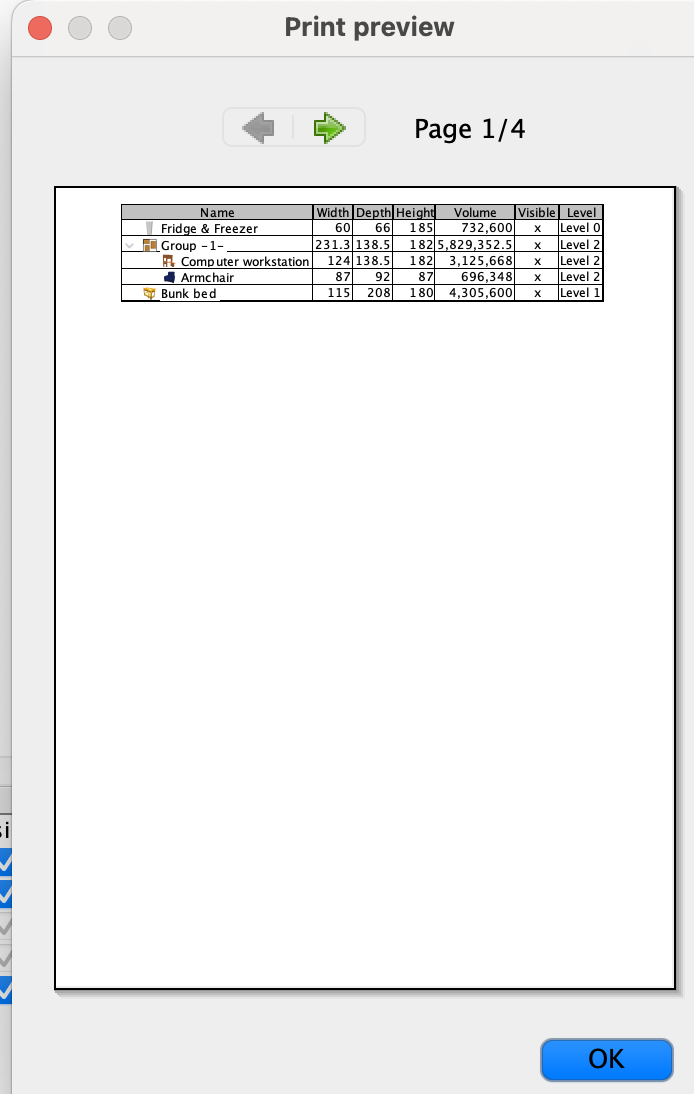 Print preview
Page 1/4
Name Width Depth Height Volume Visible Level
Fridge & Freezer 60 66 185 732,600 x Level 0
Group -1- 231.3 138.5 182 5,829,352.5 x Level 2
Computer workstation 124 138.5 182 3,125,668 x Level 2
Armchair 87 92 87 696,348 x Level 2
Bunk bed 115 208 180 4,305,600 x Level 1
si
OK